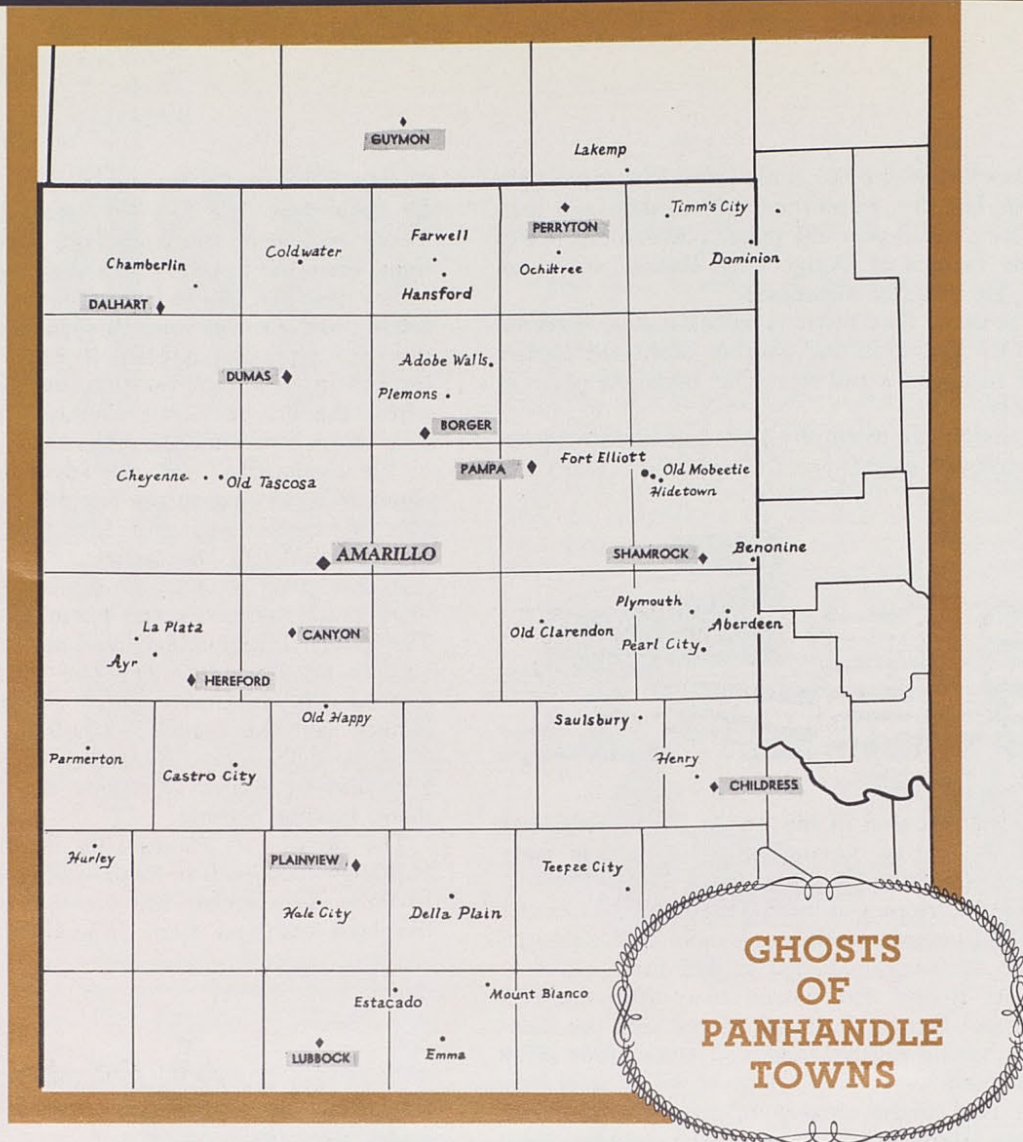 GUYMON
Lakemp
Timm's City
PERRYTON
Farwell
Coldwater
Dominion
Chamberlin
Ochiltree
Hansford
DALHART
Adobe Walls
DUMAS
Plemons
BORGER
Fort Elliott
PAMPA
Old Mobeetie
Cheyenne
Old Tascosa
Hidetown
AMARILLO
SHAMROCK
Benonine
Plymouth
Aberdeen
La Plata
CANYON
Old Clarendon
Pearl City
Ayr
HEREFORD
Old Happy
Saulsbury
Parmerton
Henry
Castro City
CHILDRESS
Hurley
PLAINVIEW
Teepee City
Hale City
Della Plain
Mount Blanco
Estacado
Emma
LUBBOCK
GHOSTS
OF
PANHANDLE
TOWNS